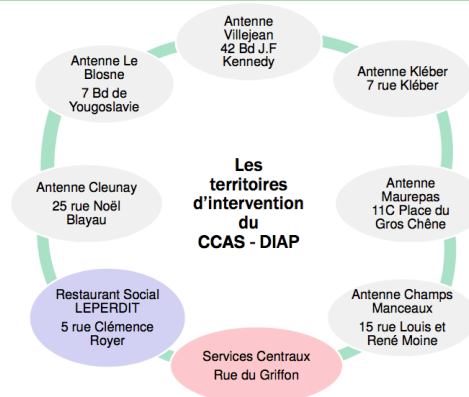 Antenne
Villejean
42 Bd J.F
Kennedy
Antenne Kléber
7 rue Kléber
Antenne
Maurepas
11C Place du
Gros Chêne
Antenne Champs
Manceaux
15 rue Louis et
René Moine
Services Centraux
Rue du Griffon
Restaurant Social
LEPERDIT
5 rue Clémence
Royer
Antenne Cleunay
25 rue Noël
Blayau
Antenne Le
Blosne
7 Bd de
Yougoslavie
Les
territoires
d'intervention
du
CCAS - DIAP